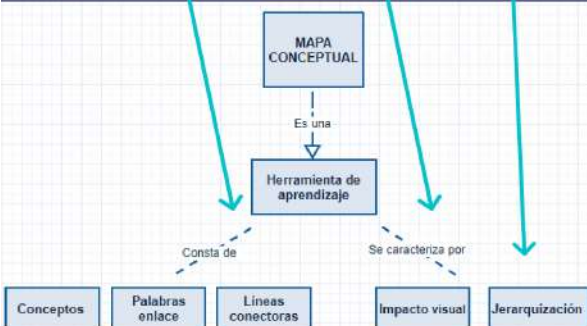 MAPA
CONCEPTUAL
Es una
Herramienta de
aprendizaje
Consta de
Se caracteriza por
Conceptos
Palabras
enlace
Líneas
conectoras
Impacto visual
Jerarquización